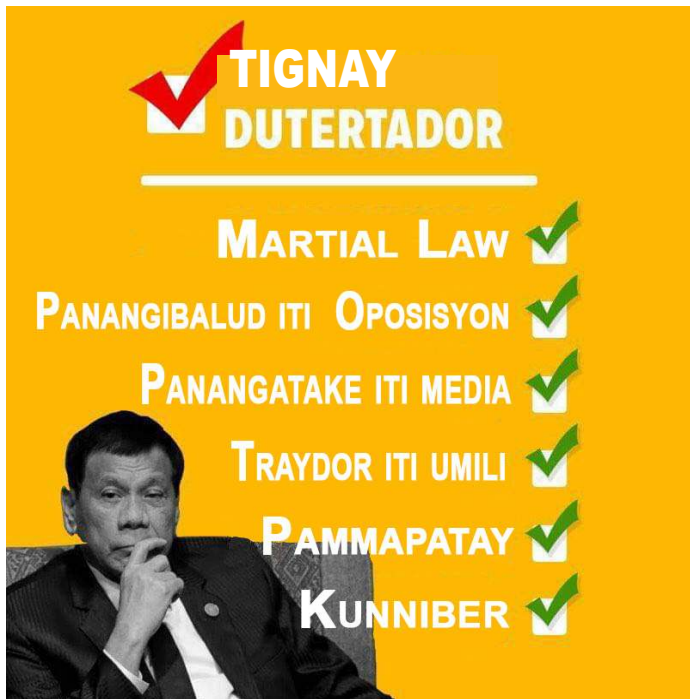 TIGNAY
DUTERTADOR
MARTIAL LAW
PANANGIBALUD ITI OPOSISYON
PANANGATAKE ITI MEDIA
TRAYDOR ITI UMILI
PAMMAPATAY
KUNNIBER